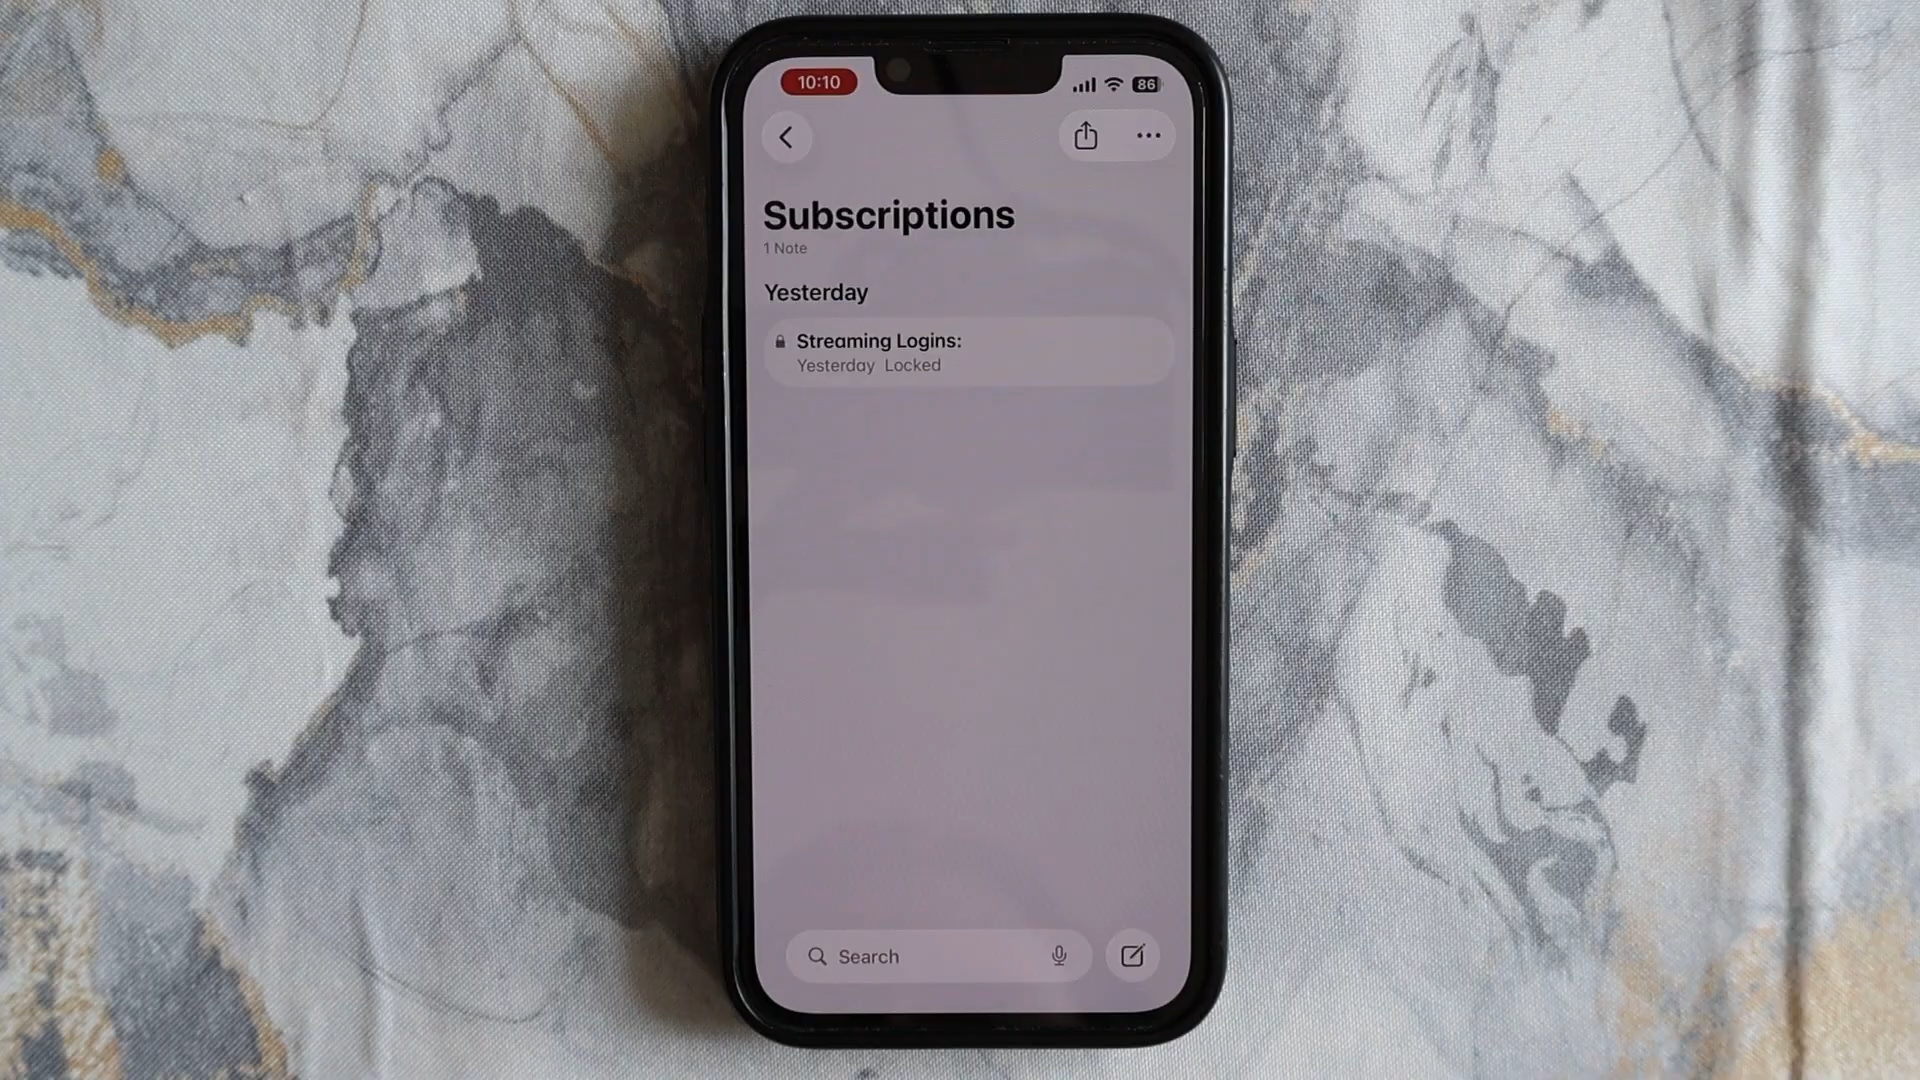 10:10
86
Subscriptions
1 Note
Yesterday
Streaming Logins:
Yesterday Locked
Search